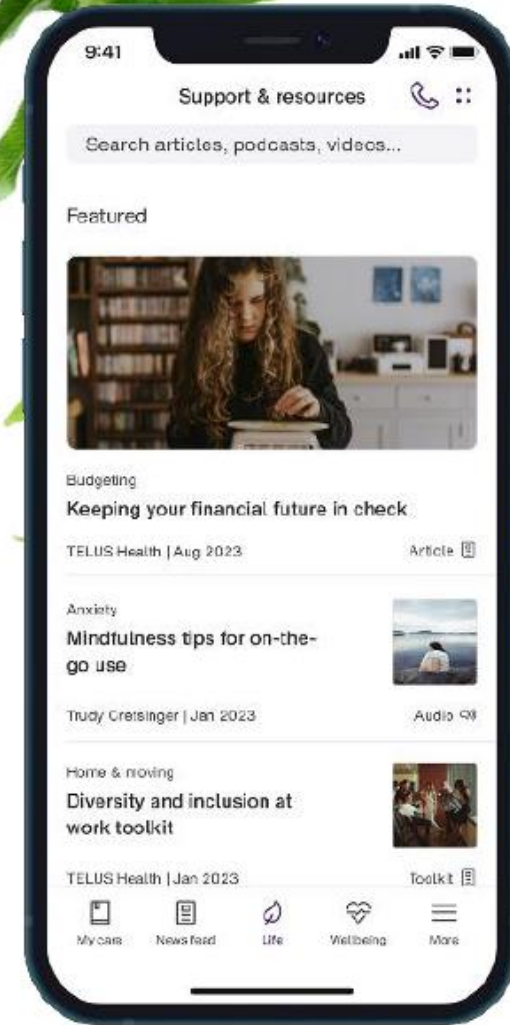 9:41
Support & resources
Search articles, podcasts, videos...
Featured
Budgeting
Keeping your financial future in check
TELUS Health | Aug 2023
Article
Anxiety
Mindfulness tips for on-the-
go use
Trudy Cretsinger | Jan 2023
Audio
Home & moving
Diversity and inclusion at
work toolkit
TELUS Health | Jan 2023
Toolkit
My care
News feed
Life
Wellbeing
More